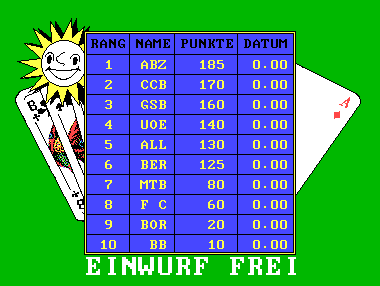 RANG NAME PUNKTE DATUM
1 ABZ 185 0.00
2 CCB 170 0.00
3 GSB 160 0.00
4 UOE 140 0.00
5 ALL 130 0.00
6 BER 125 0.00
7 MTB 80 0.00
8 F C 60 0.00
9 BOR 20 0.00
10 BB 10 0.00
B
A
EINWURF FREI